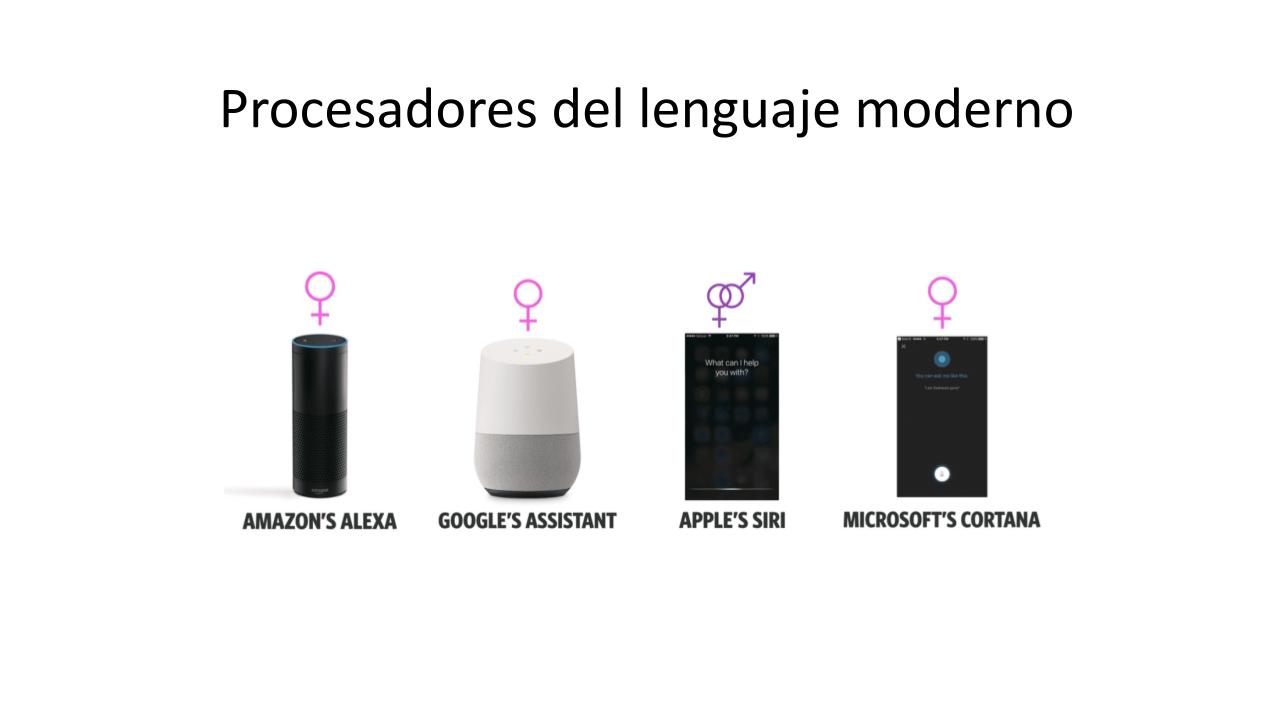 Procesadores del lenguaje moderno
What can I help
you with?
You can ask me like this:
AMAZON'S ALEXA
GOOGLE'S ASSISTANT
APPLE'S SIRI
MICROSOFT'S CORTANA